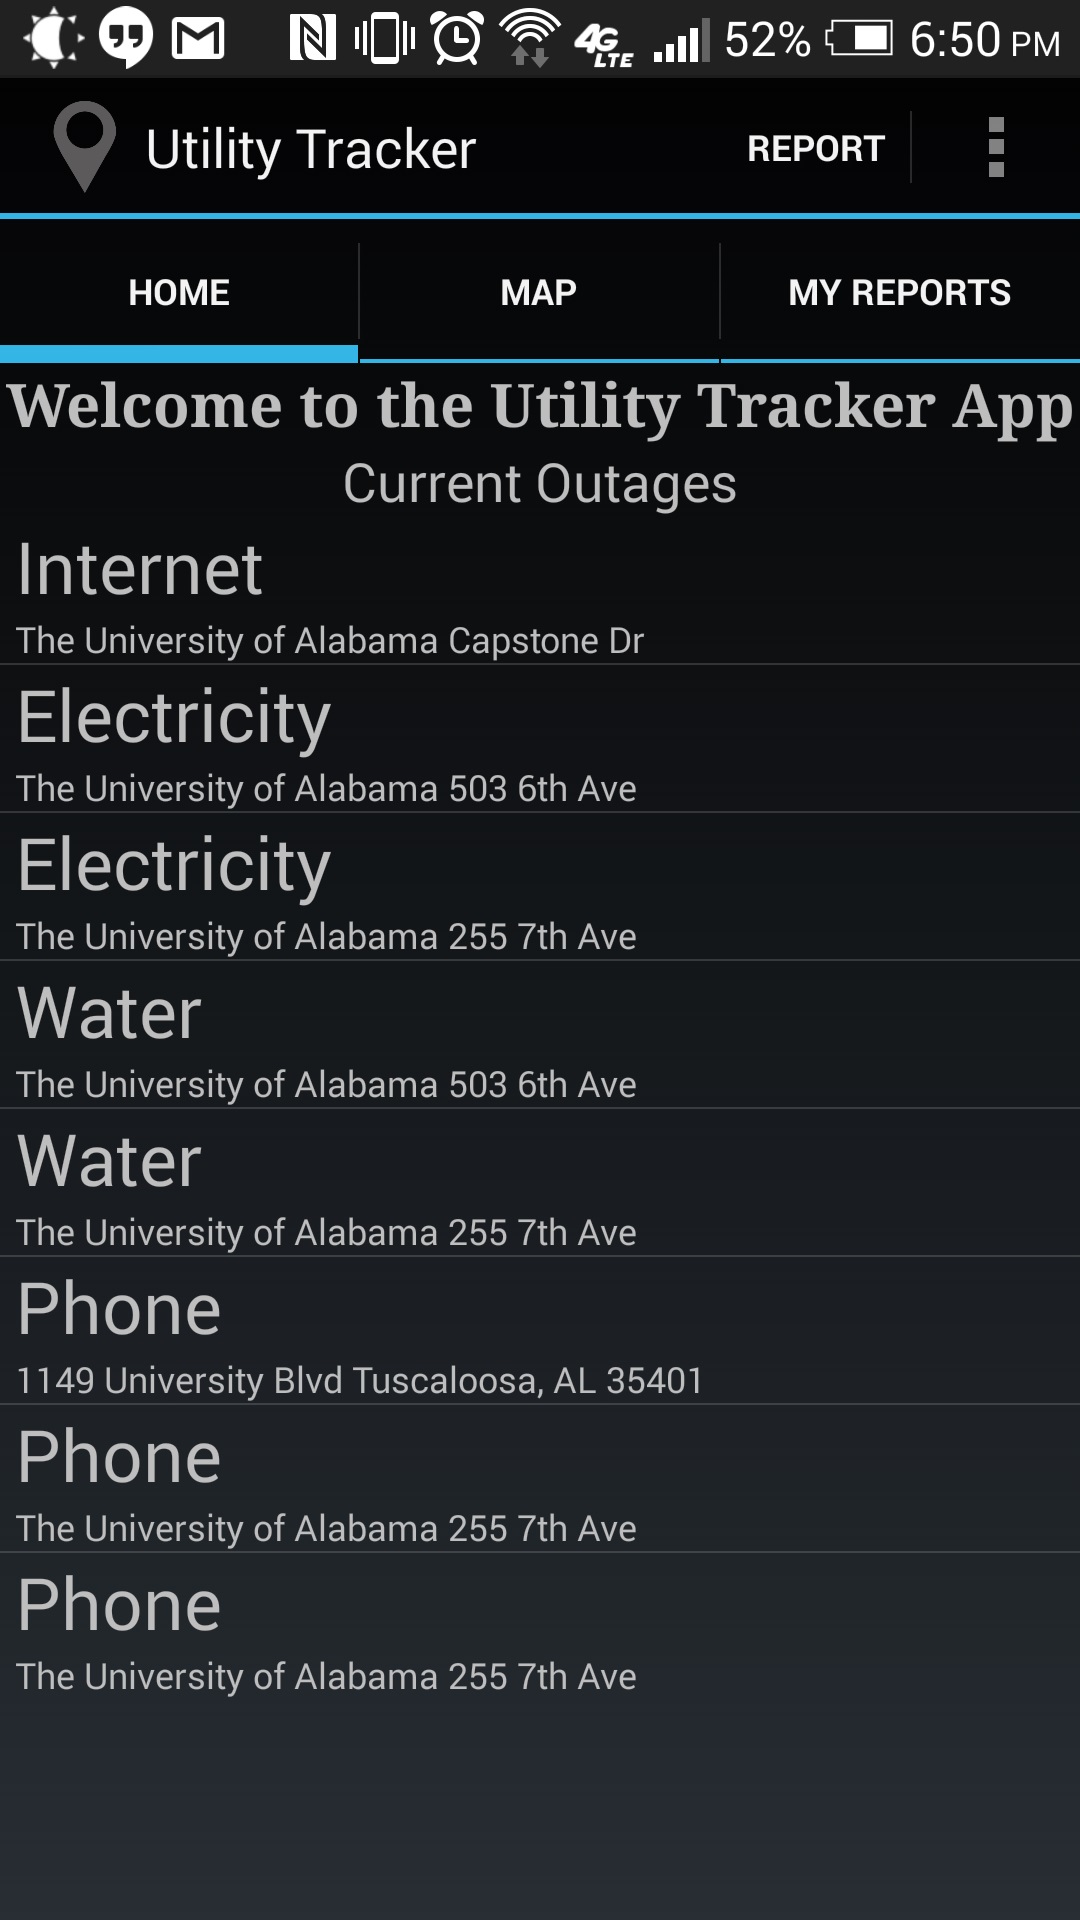 4G LTE 52% 6:50 PM
Utility Tracker REPORT
HOME MAP MY REPORTS
Welcome to the Utility Tracker App
Current Outages
Internet
The University of Alabama Capstone Dr
Electricity
The University of Alabama 503 6th Ave
Electricity
The University of Alabama 255 7th Ave
Water
The University of Alabama 503 6th Ave
Water
The University of Alabama 255 7th Ave
Phone
1149 University Blvd Tuscaloosa, AL 35401
Phone
The University of Alabama 255 7th Ave
Phone
The University of Alabama 255 7th Ave